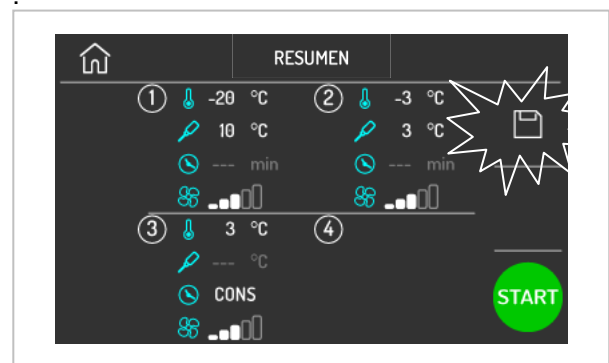 .
RESUMEN
1 -20 °C 2 -3 °C
10 °C 3 °C
--- min --- min
3 3 °C 4
--- °C
CONS
START